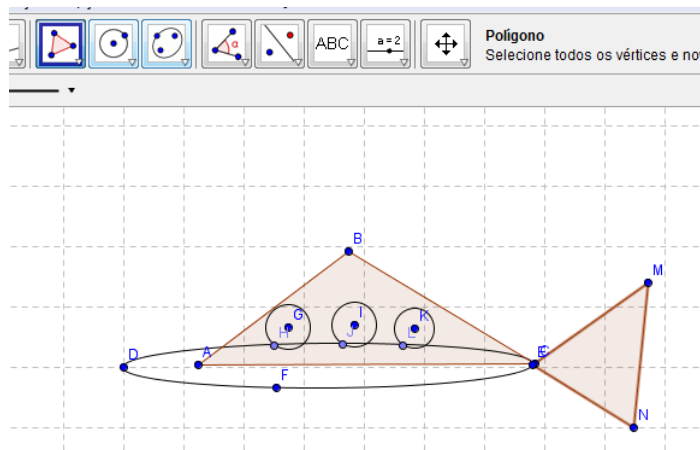 ABC
a = 2
α
Polígono
Selecione todos os vértices e no
B
M
G
I
K
H
J
L
D
A
E
F
N